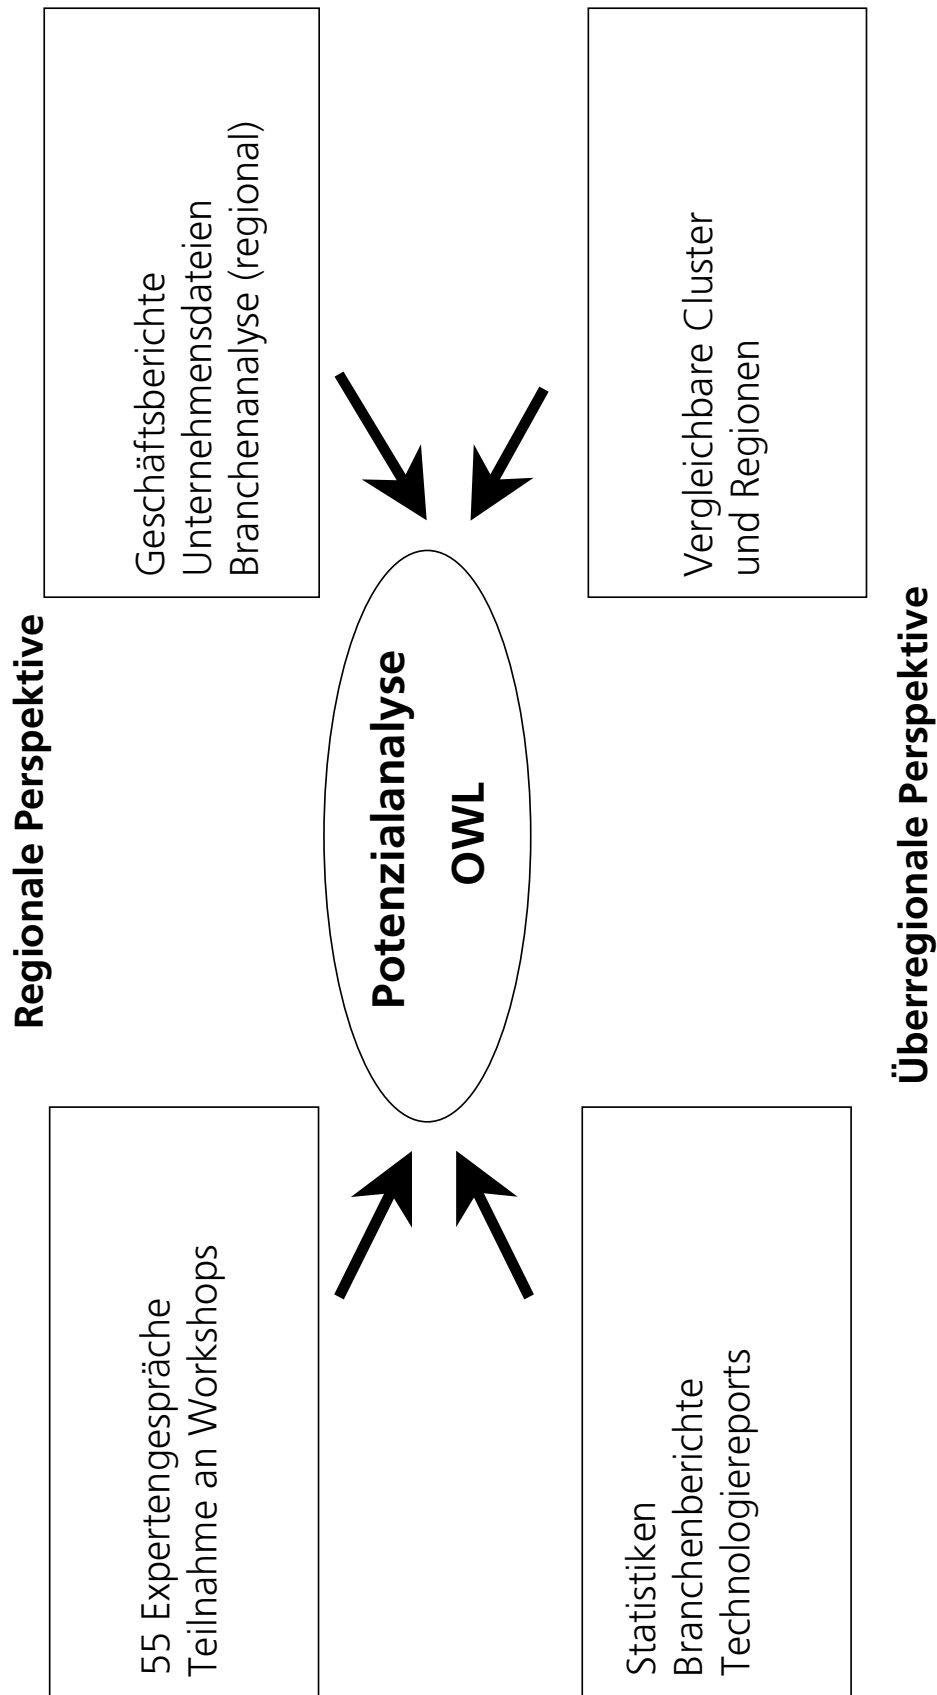 Regionale Perspektive
55 Expertengespräche
Teilnahme an Workshops
Geschäftsberichte
Unternehmensdateien
Branchenanalyse (regional)
Potenzialanalyse
OWL
Statistiken
Branchenberichte
Technologiereports
Vergleichbare Cluster
und Regionen
Überregionale Perspektive